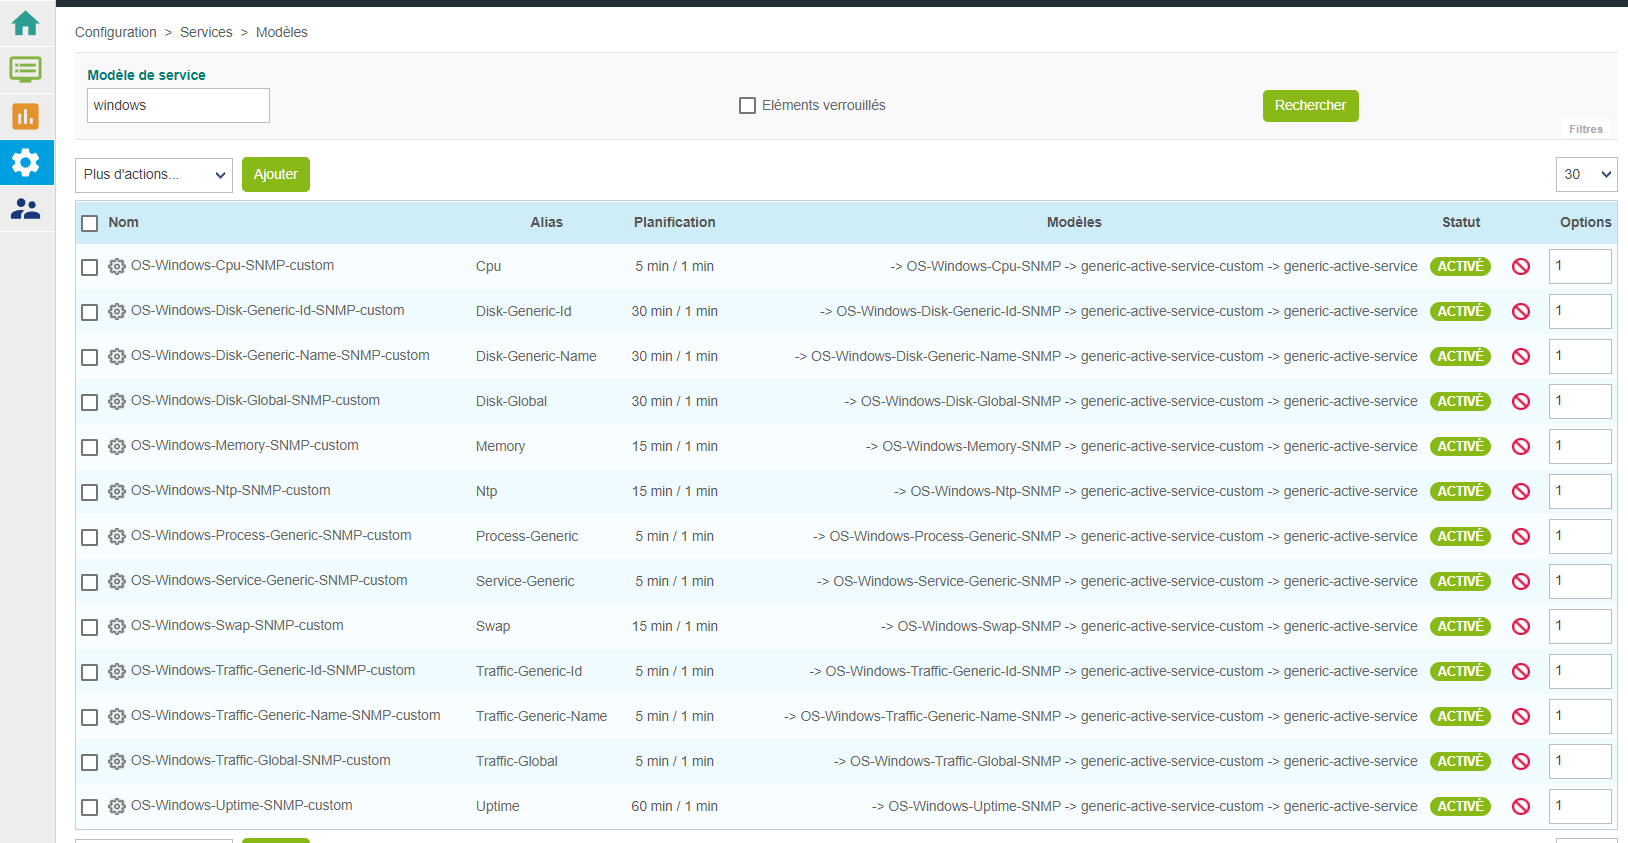 Configuration > Services > Modèles
Modèle de service
windows
Eléments verrouillés
Rechercher
Filtres
Plus d'actions...
Ajouter
30
Nom Alias Planification Modèles Statut Options
OS-Windows-Cpu-SNMP-custom Cpu 5 min / 1 min -> OS-Windows-Cpu-SNMP -> generic-active-service-custom -> generic-active-service ACTIVÉ 1
OS-Windows-Disk-Generic-Id-SNMP-custom Disk-Generic-Id 30 min / 1 min -> OS-Windows-Disk-Generic-Id-SNMP -> generic-active-service-custom -> generic-active-service ACTIVÉ 1
OS-Windows-Disk-Generic-Name-SNMP-custom Disk-Generic-Name 30 min / 1 min -> OS-Windows-Disk-Generic-Name-SNMP -> generic-active-service-custom -> generic-active-service ACTIVÉ 1
OS-Windows-Disk-Global-SNMP-custom Disk-Global 30 min / 1 min -> OS-Windows-Disk-Global-SNMP -> generic-active-service-custom -> generic-active-service ACTIVÉ 1
OS-Windows-Memory-SNMP-custom Memory 15 min / 1 min -> OS-Windows-Memory-SNMP -> generic-active-service-custom -> generic-active-service ACTIVÉ 1
OS-Windows-Ntp-SNMP-custom Ntp 15 min / 1 min -> OS-Windows-Ntp-SNMP -> generic-active-service-custom -> generic-active-service ACTIVÉ 1
OS-Windows-Process-Generic-SNMP-custom Process-Generic 5 min / 1 min -> OS-Windows-Process-Generic-SNMP -> generic-active-service-custom -> generic-active-service ACTIVÉ 1
OS-Windows-Service-Generic-SNMP-custom Service-Generic 5 min / 1 min -> OS-Windows-Service-Generic-SNMP -> generic-active-service-custom -> generic-active-service ACTIVÉ 1
OS-Windows-Swap-SNMP-custom Swap 15 min / 1 min -> OS-Windows-Swap-SNMP -> generic-active-service-custom -> generic-active-service ACTIVÉ 1
OS-Windows-Traffic-Generic-Id-SNMP-custom Traffic-Generic-Id 5 min / 1 min -> OS-Windows-Traffic-Generic-Id-SNMP -> generic-active-service-custom -> generic-active-service ACTIVÉ 1
OS-Windows-Traffic-Generic-Name-SNMP-custom Traffic-Generic-Name 5 min / 1 min -> OS-Windows-Traffic-Generic-Name-SNMP -> generic-active-service-custom -> generic-active-service ACTIVÉ 1
OS-Windows-Traffic-Global-SNMP-custom Traffic-Global 5 min / 1 min -> OS-Windows-Traffic-Global-SNMP -> generic-active-service-custom -> generic-active-service ACTIVÉ 1
OS-Windows-Uptime-SNMP-custom Uptime 60 min / 1 min -> OS-Windows-Uptime-SNMP -> generic-active-service-custom -> generic-active-service ACTIVÉ 1